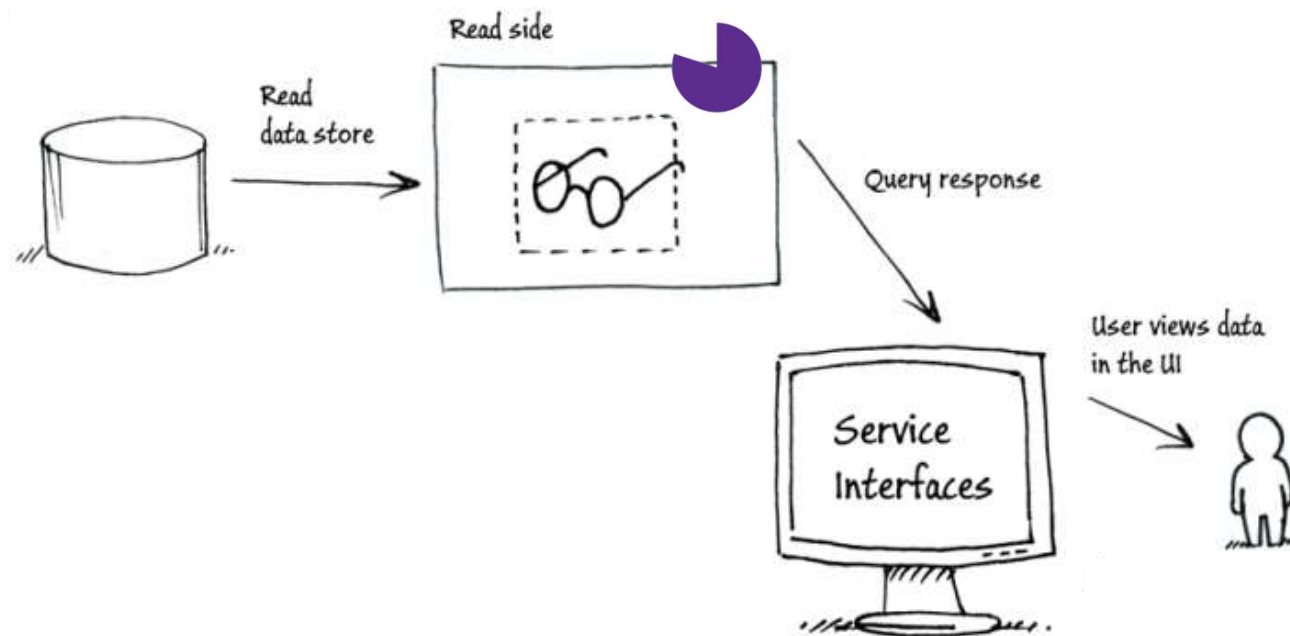 Read side
Read
data store
Query response
User views data
in the UI
Service
Interfaces